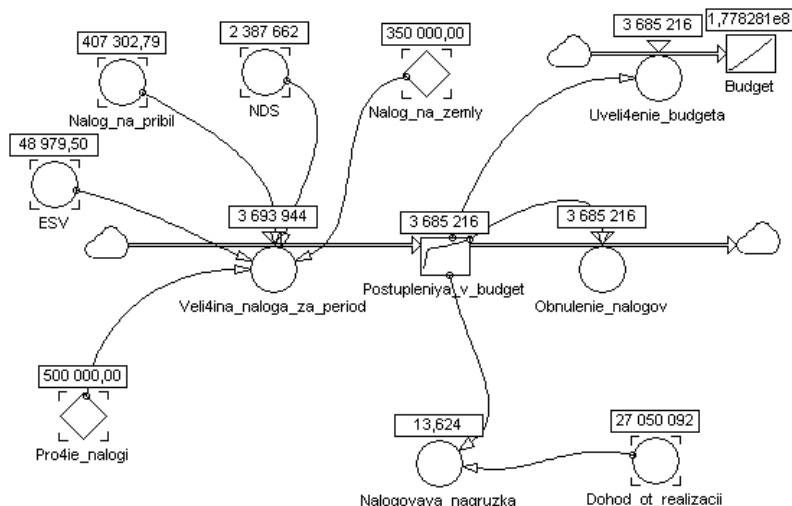 407 302,79
Nalog_na_pribil
2 387 662
NDS
350 000,00
Nalog_na_zemly
3 685 216
Uveli4enie_budgeta
1,778281e8
Budget
48 979,50
ESV
3 693 944
Veli4ina_naloga_za_period
3 685 216
Postupleniya_v_budget
3 685 216
Obnulenie_nalogov
500 000,00
Pro4ie_nalogi
13,624
Nalogovaya_nagruzka
27 050 092
Dohod_ot_realizacii